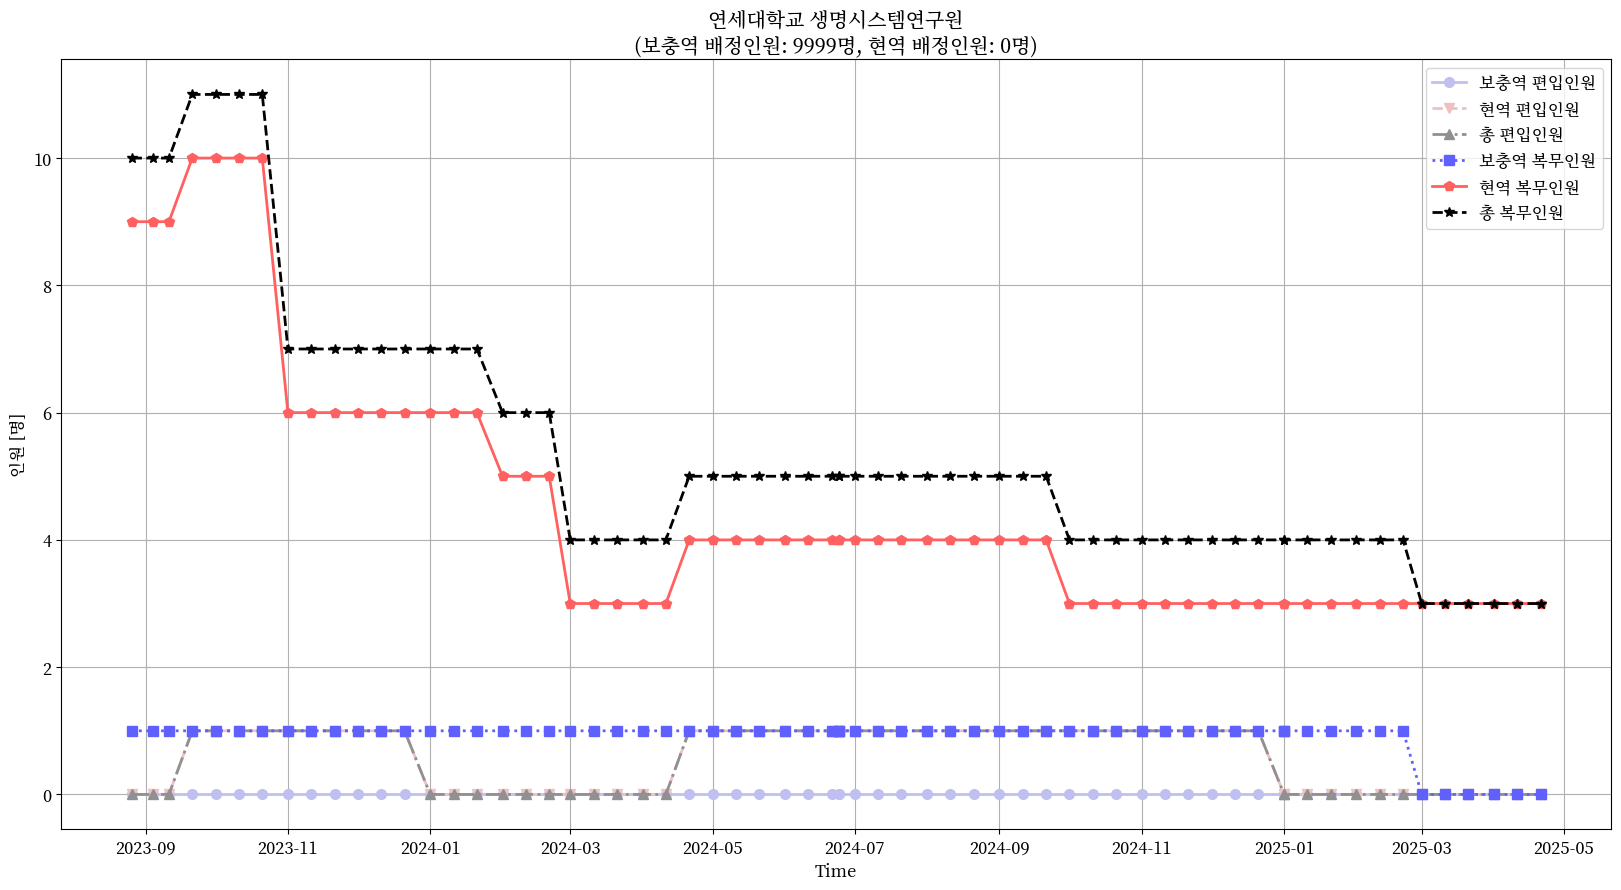 연세대학교 생명시스템연구원
(보충역 배정인원: 9999명, 현역 배정인원: 0명)
보충역 편입인원
현역 편입인원
총 편입인원
보충역 복무인원
현역 복무인원
총 복무인원
인원 [명]
10
8
6
4
2
0
2023-09
2023-11
2024-01
2024-03
2024-05
2024-07
2024-09
2024-11
2025-01
2025-03
2025-05
Time